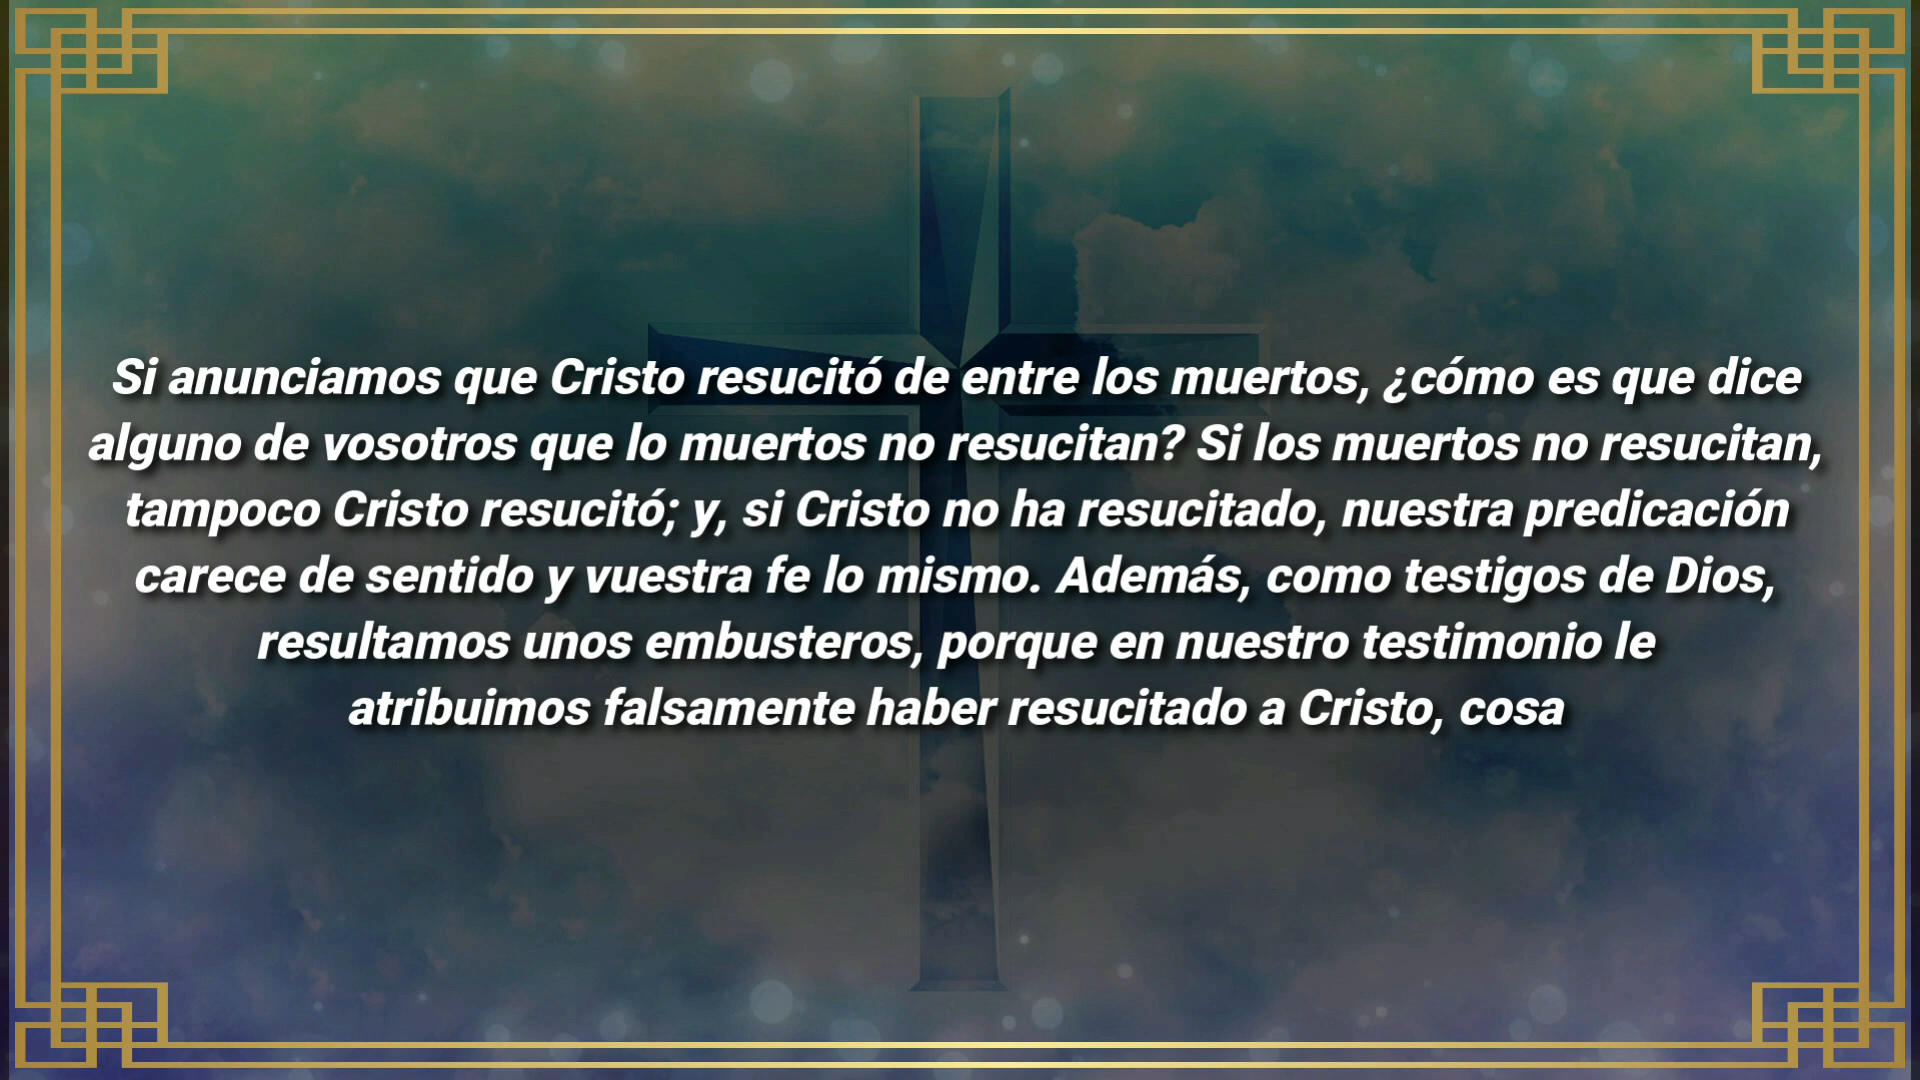 Si anunciamos que Cristo resucitó de entre los muertos, ¿cómo es que dice
alguno de vosotros que lo muertos no resucitan? Si los muertos no resucitan,
tampoco Cristo resucitó; y, si Cristo no ha resucitado, nuestra predicación
carece de sentido y vuestra fe lo mismo. Además, como testigos de Dios,
resultamos unos embusteros, porque en nuestro testimonio le
atribuimos falsamente haber resucitado a Cristo, cosa